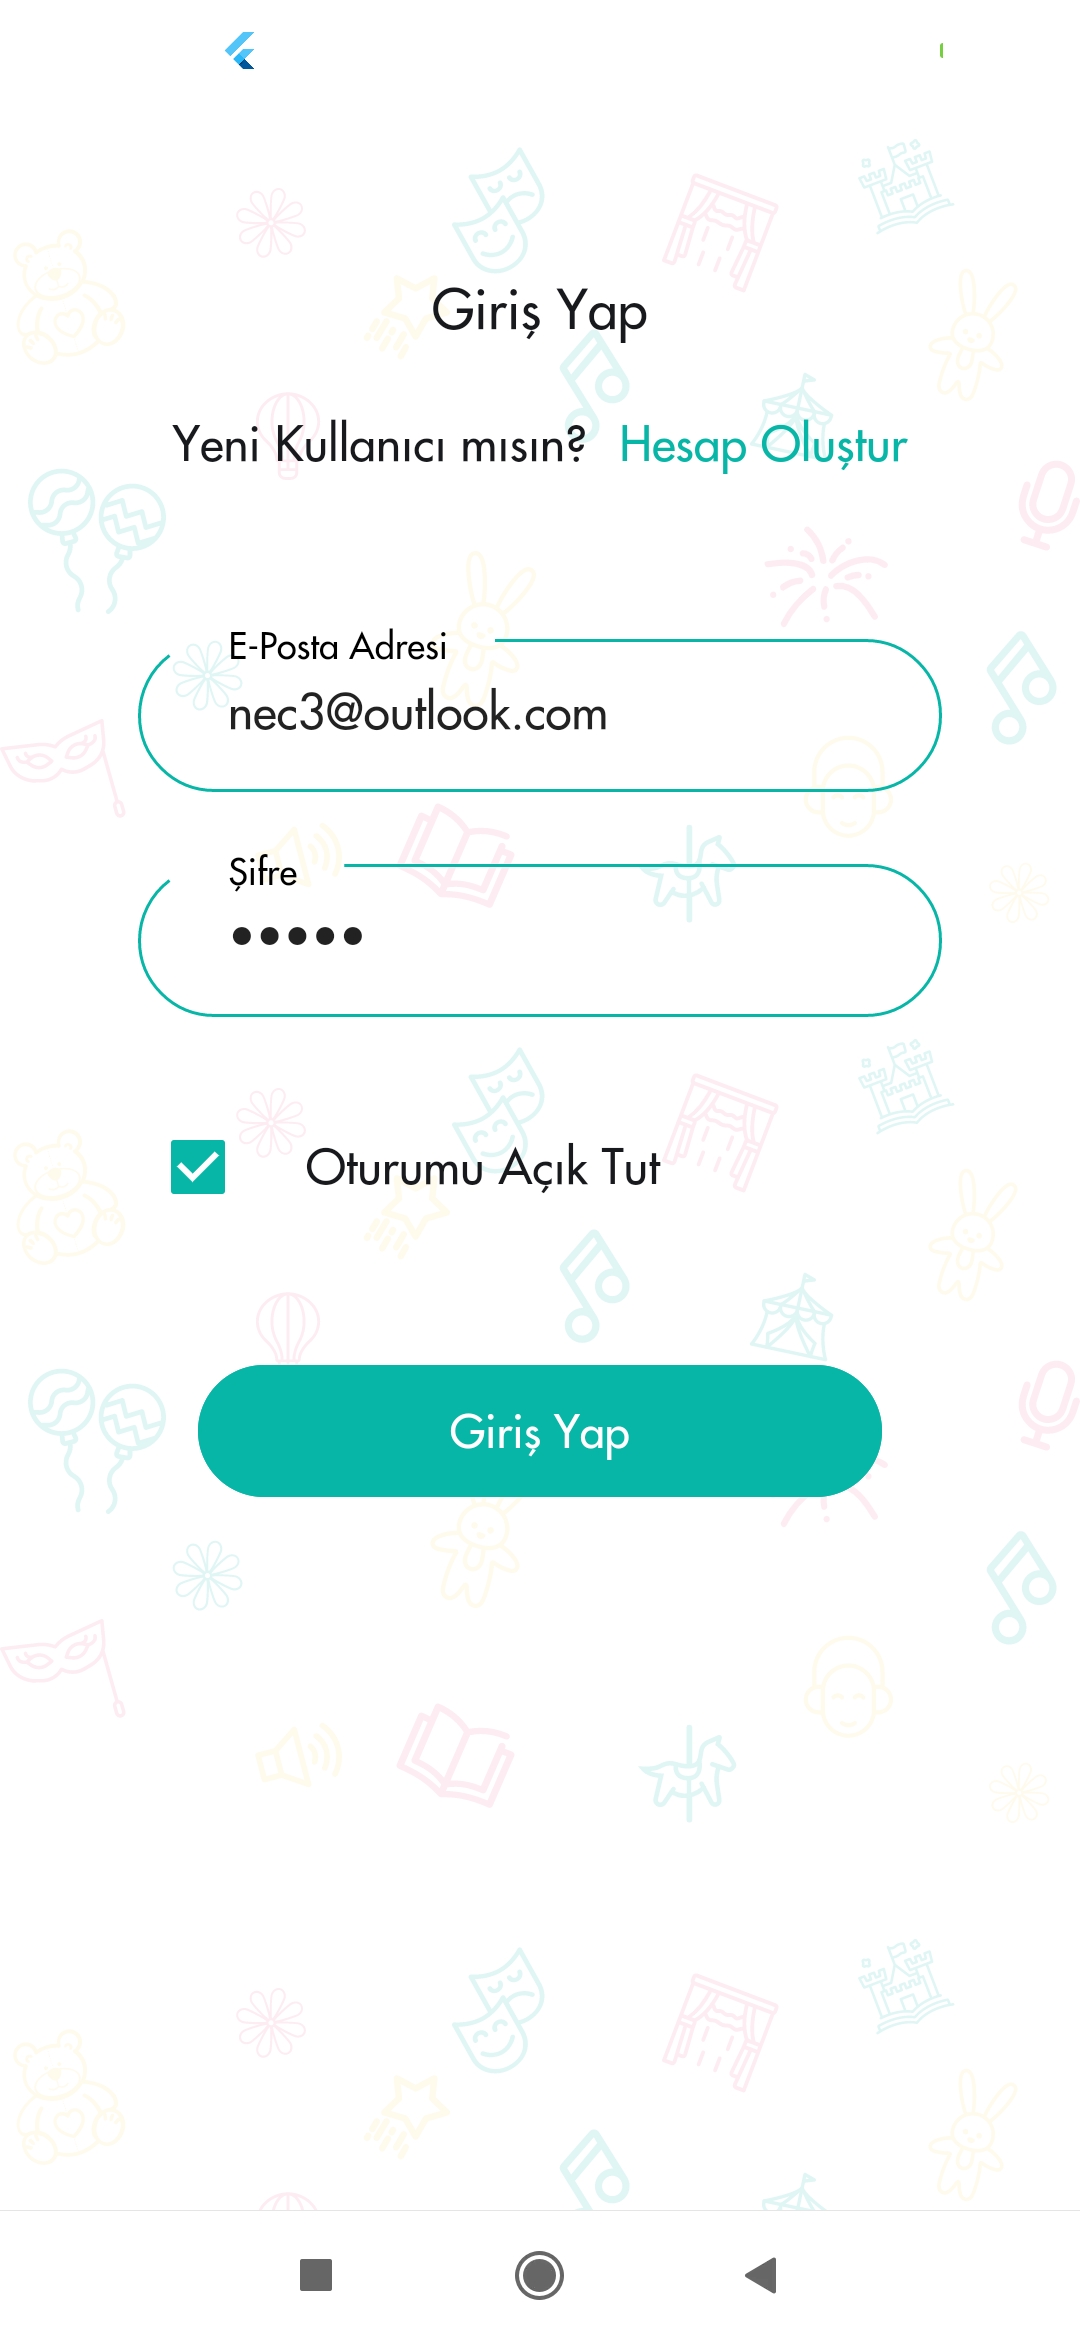 Giriş Yap
Yeni Kullanıcı mısın? Hesap Oluştur
E-Posta Adresi
nec3@outlook.com
Şifre
•••••
Oturumu Açık Tut
Giriş Yap